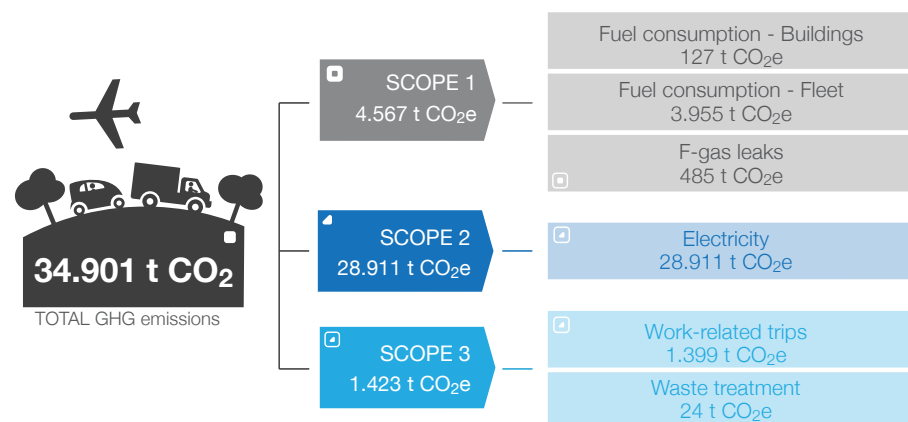 34.901 t CO₂
TOTAL GHG emissions
SCOPE 1
4.567 t CO₂e
Fuel consumption - Buildings
127 t CO₂e
Fuel consumption - Fleet
3.955 t CO₂e
F-gas leaks
485 t CO₂e
SCOPE 2
28.911 t CO₂e
Electricity
28.911 t CO₂e
SCOPE 3
1.423 t CO₂e
Work-related trips
1.399 t CO₂e
Waste treatment
24 t CO₂e